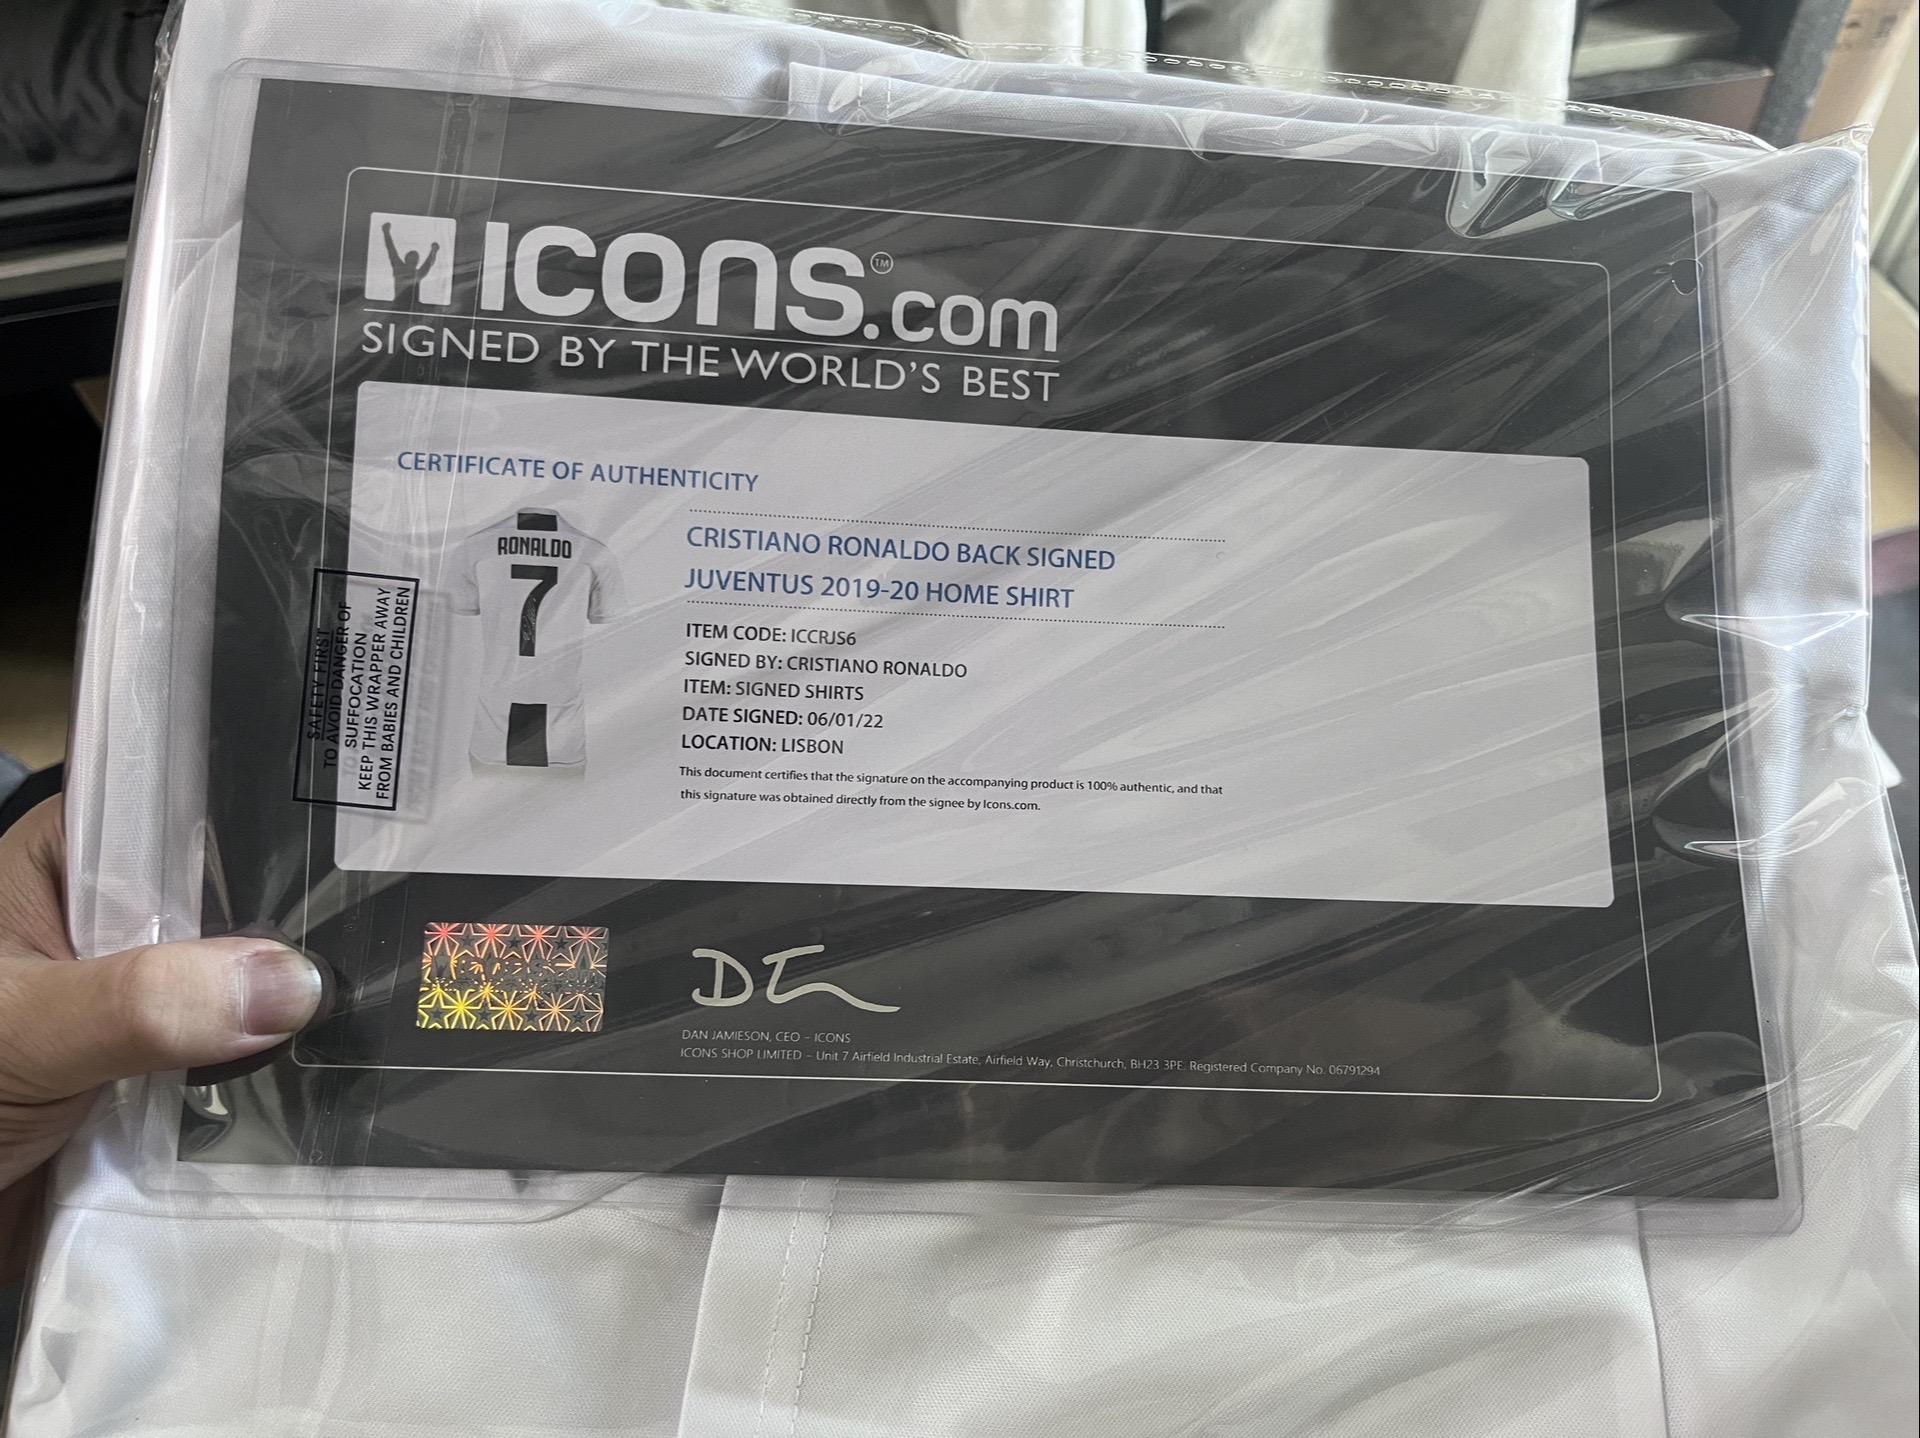 ICONS.com™
SIGNED BY THE WORLD'S BEST
CERTIFICATE OF AUTHENTICITY
RONALDO
7
CRISTIANO RONALDO BACK SIGNED
JUVENTUS 2019-20 HOME SHIRT
ITEM CODE: ICCRJS6
SIGNED BY: CRISTIANO RONALDO
ITEM: SIGNED SHIRTS
DATE SIGNED: 06/01/22
LOCATION: LISBON
This document certifies that the signature on the accompanying product is 100% authentic, and that
this signature was obtained directly from the signee by Icons.com.
SAFETY FIRST
TO AVOID DANGER OF
SUFFOCATION
KEEP THIS WRAPPER AWAY
FROM BABIES AND CHILDREN
DAN JAMIESON, CEO – ICONS
ICONS SHOP LIMITED – Unit 7 Airfield Industrial Estate, Airfield Way, Christchurch, BH23 3PE. Registered Company No. 06791294